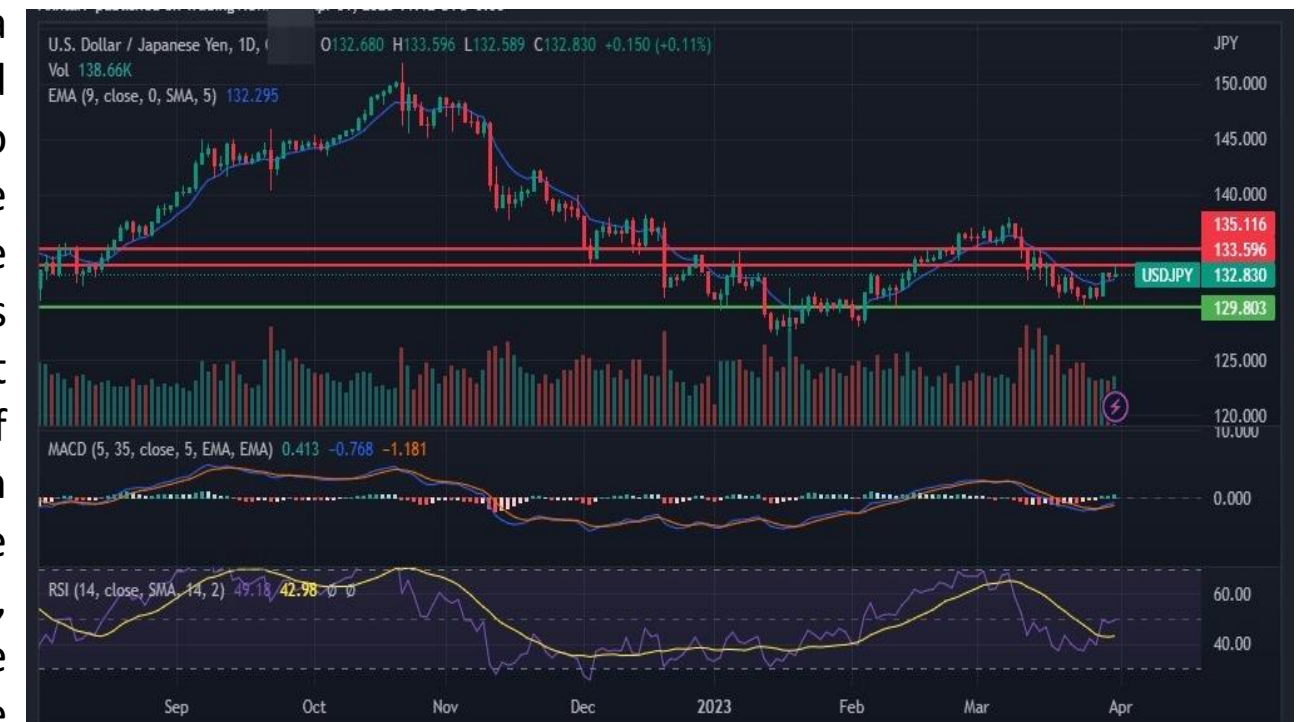 U.S. Dollar / Japanese Yen, 1D, O132.680 H133.596 L132.589 C132.830 +0.150 (+0.11%)
JPY
Vol 138.66K
EMA (9, close, 0, SMA, 5) 132.295
150.000
145.000
140.000
135.116
133.596
USDJPY 132.830
129.803
125.000
120.000
10.000
MACD (5, 35, close, 5, EMA, EMA) 0.413 −0.768 −1.181
0.000
RSI (14, close, SMA, 14, 2) 49.18 42.98 ø ø
60.00
40.00
Sep Oct Nov Dec 2023 Feb Mar Apr